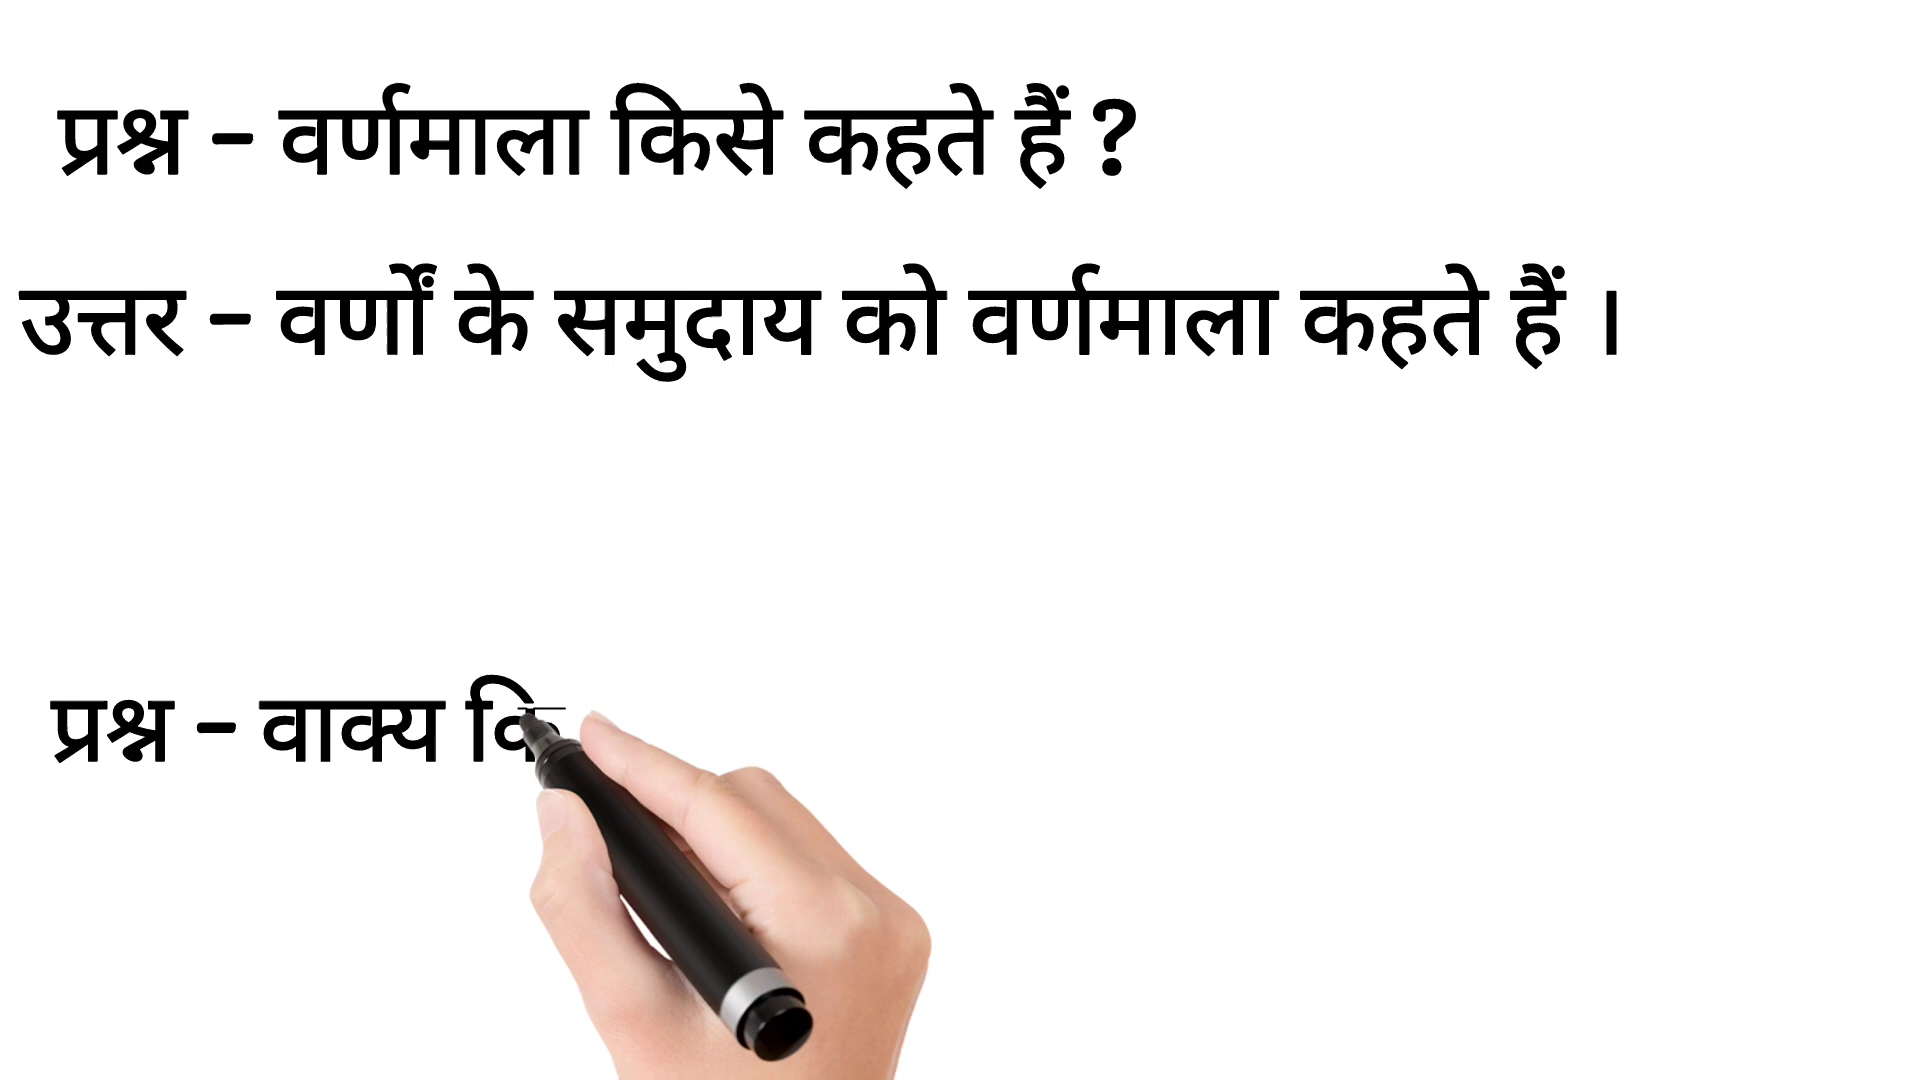 प्रश्न - वर्णमाला किसे कहते हैं ?
उत्तर - वर्णों के समुदाय को वर्णमाला कहते हैं ।
प्रश्न - वाक्य कि